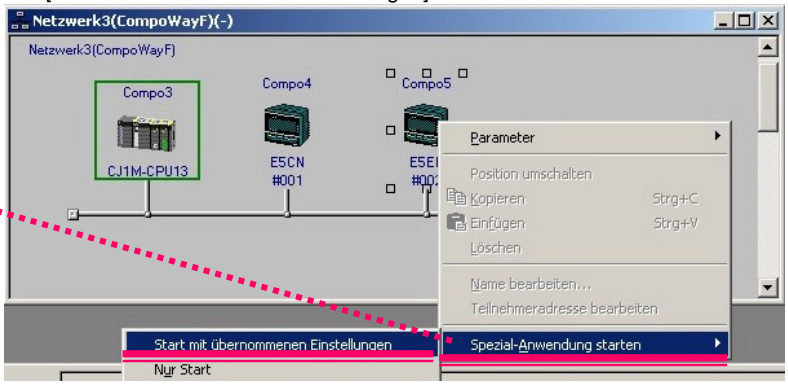 Netzwerk3(CompoWayF)(-)
Netzwerk3(CompoWayF)
Compo3
CJ1M-CPU13
Compo4
E5CN
#001
Compo5
Parameter
Position umschalten
Kopieren Strg+C
Einfügen Strg+V
Löschen
Name bearbeiten...
Teilnehmeradresse bearbeiten
Spezial-Anwendung starten
Start mit übernommenen Einstellungen
Nur Start